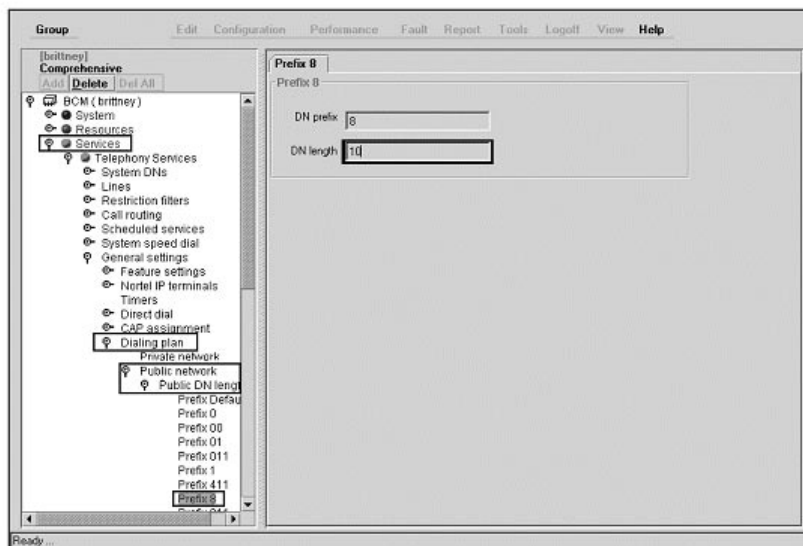 Group Edit Configuration Performance Fault Report Tools Logoff View Help
[brittney]
Comprehensive
Add Delete Del All
BCM ( brittney )
System
Resources
Services
Telephony Services
System DNs
Lines
Restriction filters
Call routing
Scheduled services
System speed dial
General settings
Feature settings
Nortel IP terminals
Timers
Direct dial
CAP assignment
Dialing plan
Private network
Public network
Public DN lengt
Prefix Defau
Prefix 0
Prefix 00
Prefix 01
Prefix 011
Prefix 1
Prefix 411
Prefix 8
Prefix 8
Prefix 8
DN prefix 8
DN length 10
Ready ...